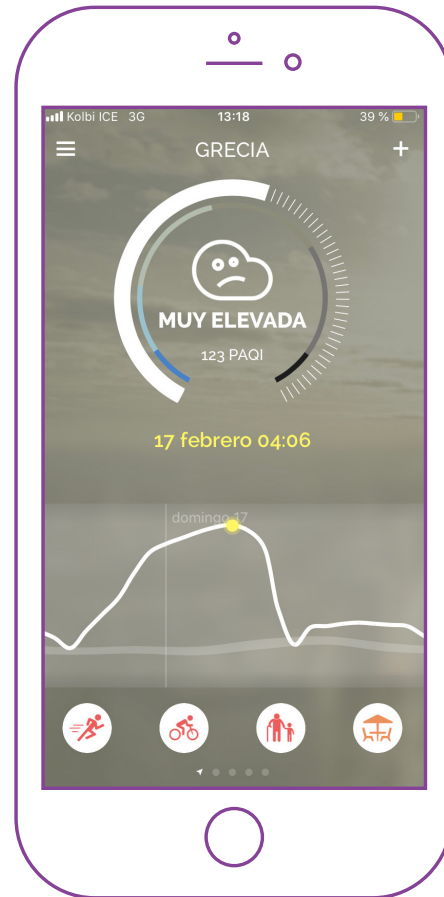 Kolbi ICE 3G 13:18 39 %
GRECIA
MUY ELEVADA
123 PAQI
17 febrero 04:06
domingo 17